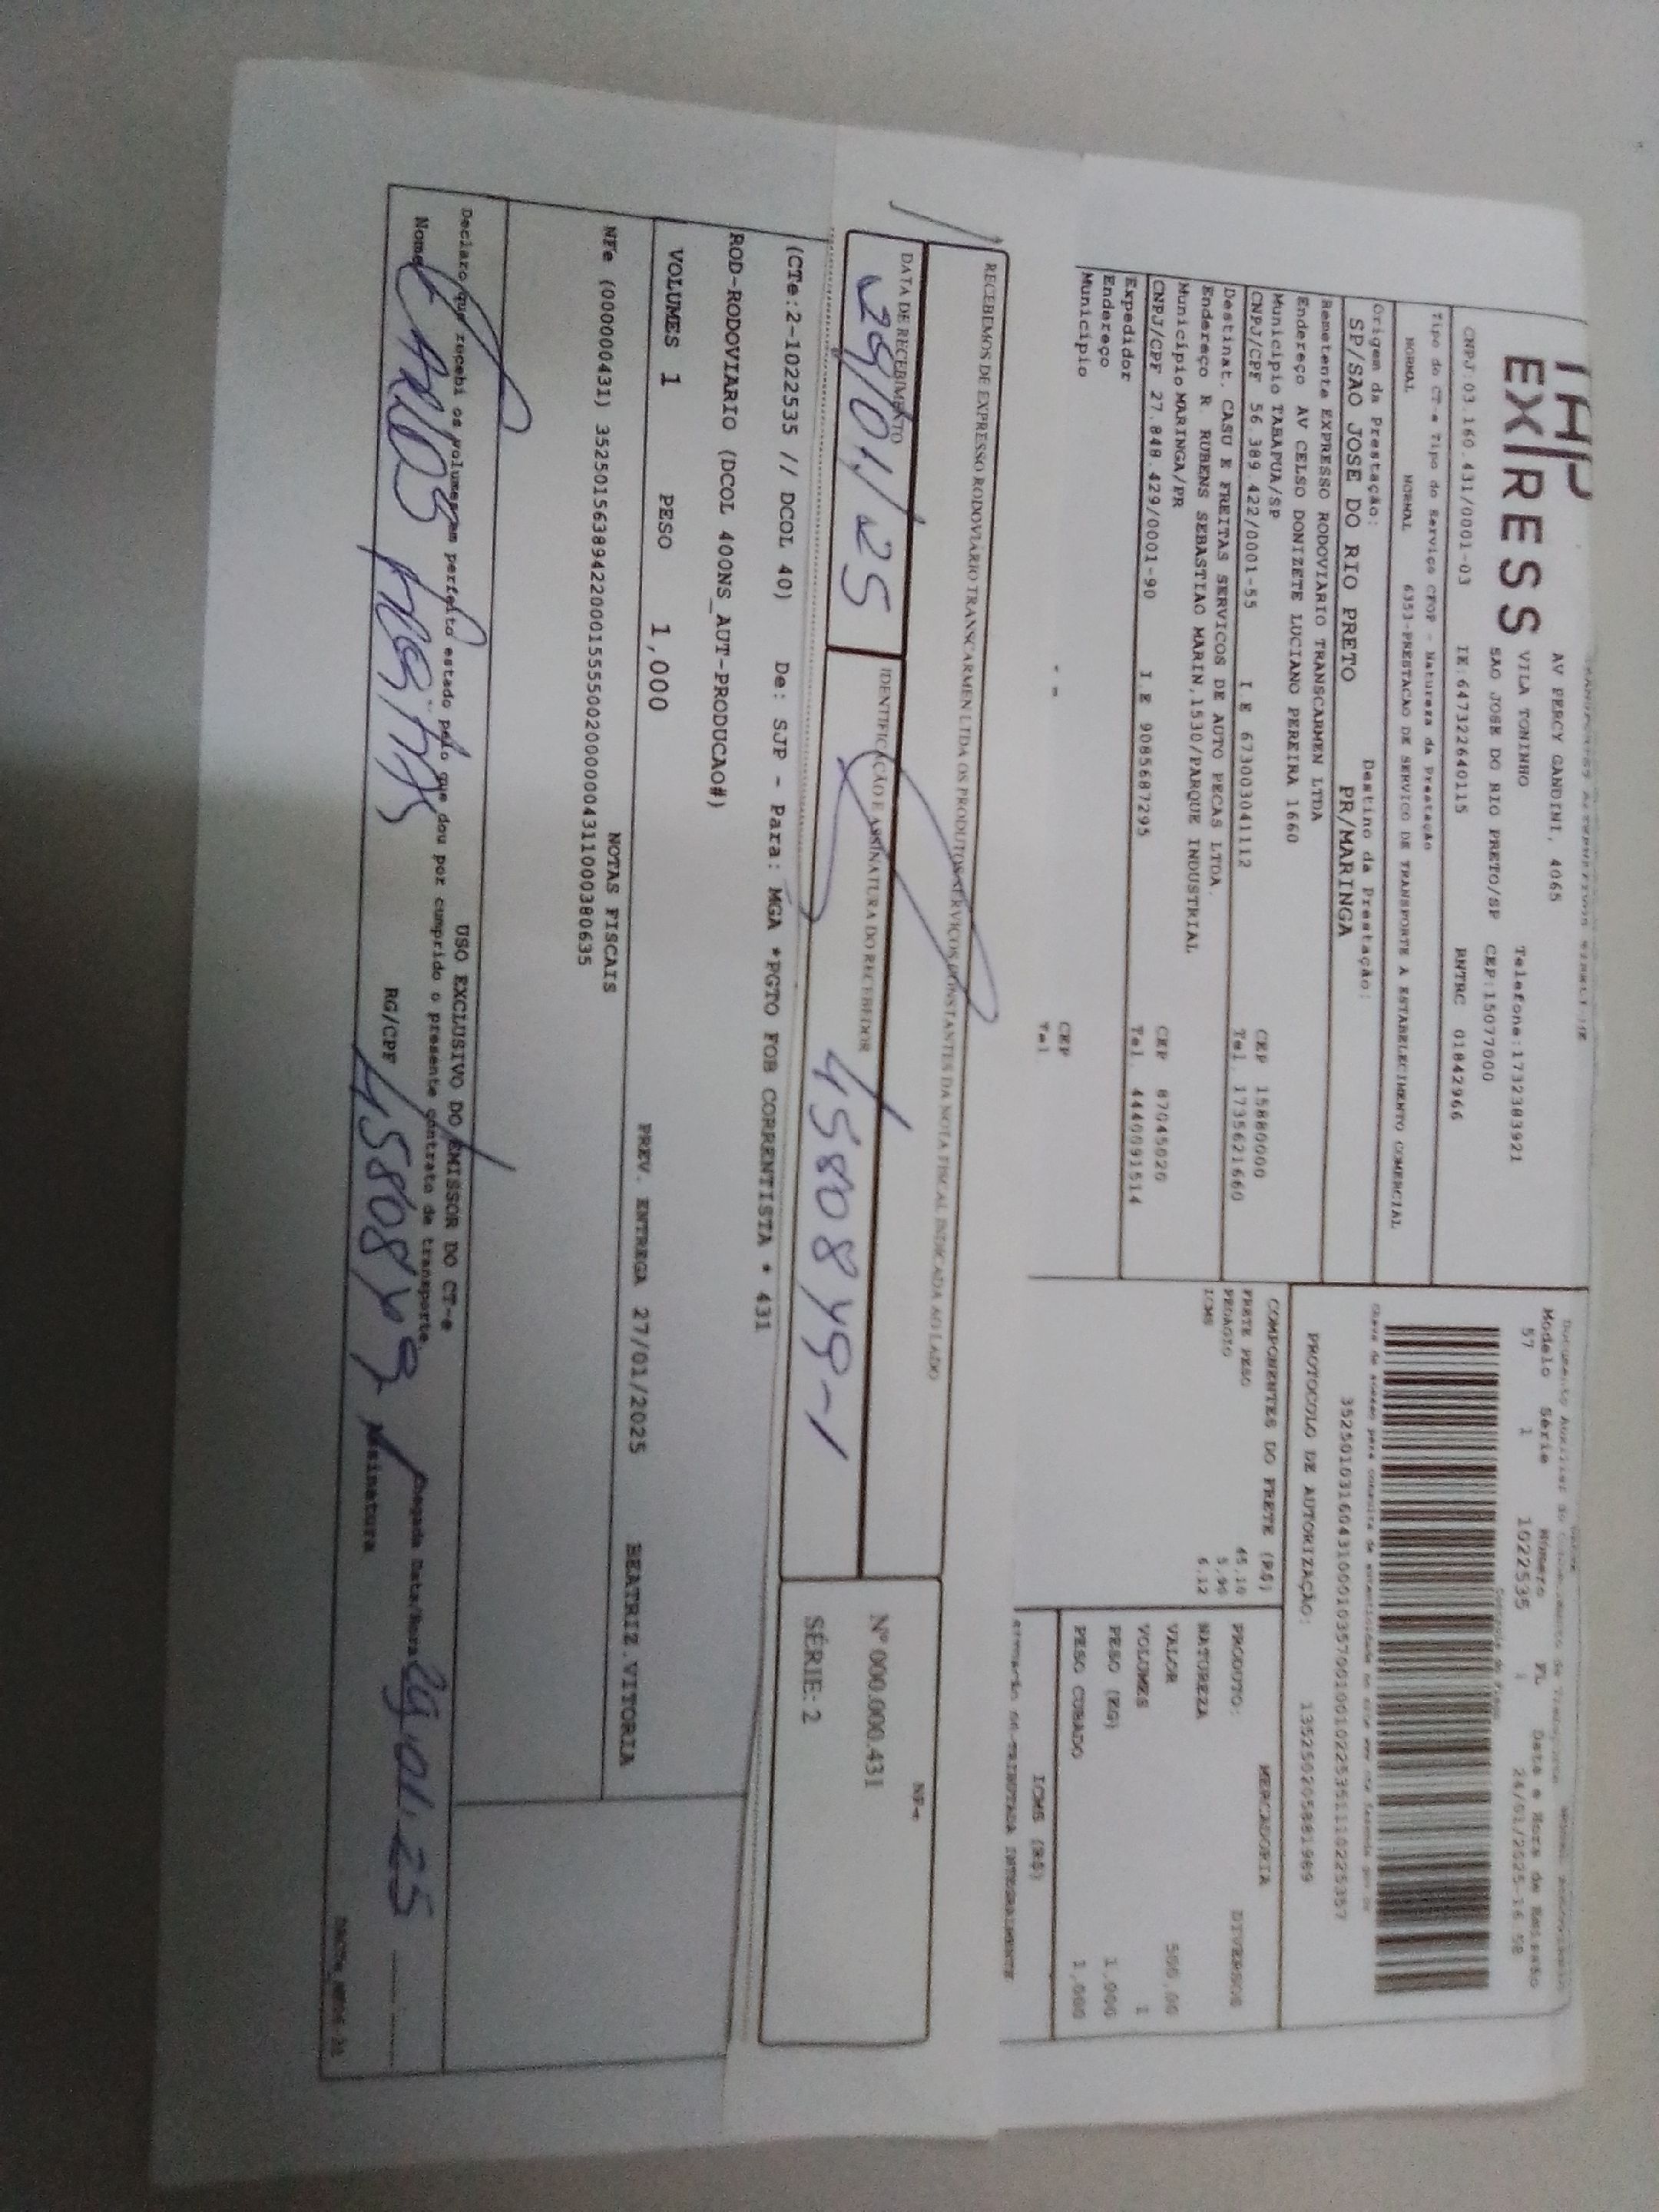 EXPRESS
AV PERCY GANDINI, 4065
VILA TONINHO
Telefone:1732383921
SAO JOSE DO RIO PRETO/SP CEP:15077000
CNPJ:03.160.431/0001-03 IE 647322640115 RNTRC 01842966
Tipo do CT-e Tipo do Serviço CFOP - Natureza da Prestação
NORMAL NORMAL 6353-PRESTACAO DE SERVICO DE TRANSPORTE A ESTABELECIMENTO COMERCIAL
Origem da Prestação: Destino da Prestação:
SP/SAO JOSE DO RIO PRETO PR/MARINGA
Remetente EXPRESSO RODOVIARIO TRANSCARMEN LTDA
Endereço AV CELSO DONIZETE LUCIANO PEREIRA 1660
Município TABAPUA/SP CEP 15880000
CNPJ/CPF 56.389.422/0001-55 I E 673003041112 Tel. 1735621660
Destinat. CASU E FREITAS SERVICOS DE AUTO PECAS LTDA.
Endereço R. RUBENS SEBASTIAO MARIN,1530/PARQUE INDUSTRIAL
Município MARINGA/PR CEP 87045020
CNPJ/CPF 27.848.429/0001-90 I E 9085687295 Tel. 4440091514
Expedidor
Endereço CEP
Município Tel
Modelo Série Número FL Data e Hora de Emissão
57 1 1022535 1 24/01/2025-16:58
35250103160431000103570010010225351110225357
PROTOCOLO DE AUTORIZAÇÃO: 135250205881989
COMPONENTES DO FRETE (R$)
FRETE PESO 45,10
PEDAGIO 5,90
ICMS 6,12
MERCADORIA
PRODUTO: DIVERSOS
NATUREZA
VALOR 500,00
VOLUMES 1
PESO (KG) 1,000
PESO CUBADO 1,000
ICMS (R$)
RECEBEMOS DE EXPRESSO RODOVIÁRIO TRANSCARMEN LTDA OS PRODUTOS/SERVIÇOS CONSTANTES DA NOTA FISCAL INDICADA AO LADO
DATA DE RECEBIMENTO
29/01/25
IDENTIFICAÇÃO E ASSINATURA DO RECEBEDOR
45808449-1
NF-e
Nº 000.000.431
SÉRIE: 2
(CTe:2-1022535 // DCOL 40) De: SJP - Para: MGA *PGTO FOB CORRENTISTA * 431
ROD-RODOVIARIO (DCOL 400NS_AUT-PRODUCAO#)
VOLUMES 1 PESO 1,000 PREV. ENTREGA 27/01/2025 BEATRIZ.VITORIA
NOTAS FISCAIS
NFe (000000431) 35250156389422000155550020000004311000380635
USO EXCLUSIVO DO EMISSOR DO CT-e
Declaro que recebi os volumes em perfeito estado pelo que dou por cumprido o presente contrato de transporte.
Nome RG/CPF 45808449 Assinatura Chegada Data/Hora 29.01.25